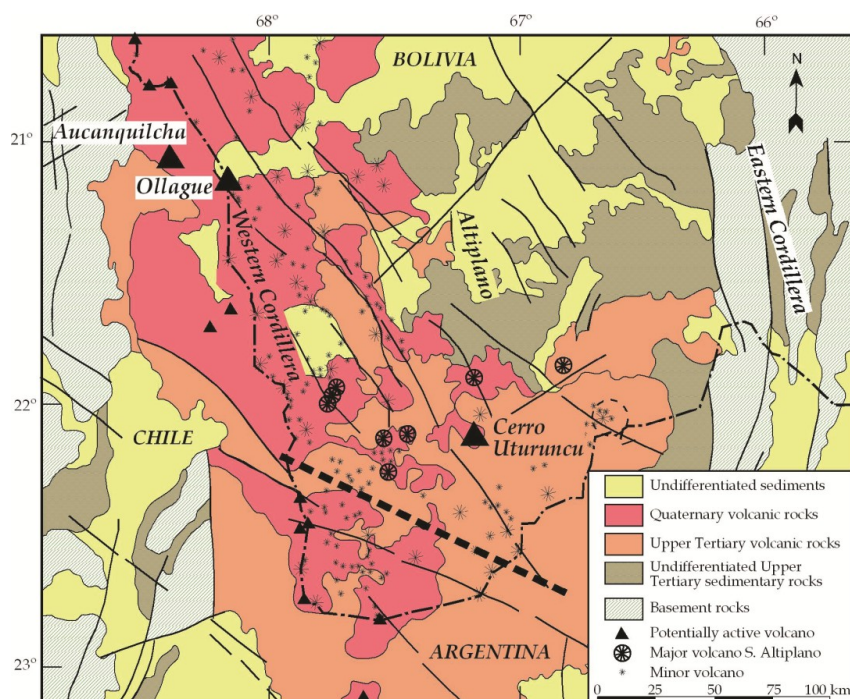 68°
67°
66°
BOLIVIA
N
21°
Aucanquilcha
Ollague
Western Cordillera
Altiplano
Eastern Cordillera
22°
CHILE
Cerro
Uturuncu
Undifferentiated sediments
Quaternary volcanic rocks
Upper Tertiary volcanic rocks
Undifferentiated Upper
Tertiary sedimentary rocks
Basement rocks
Potentially active volcano
Major volcano S. Altiplano
Minor volcano
ARGENTINA
23°
0 25 50 75 100 km